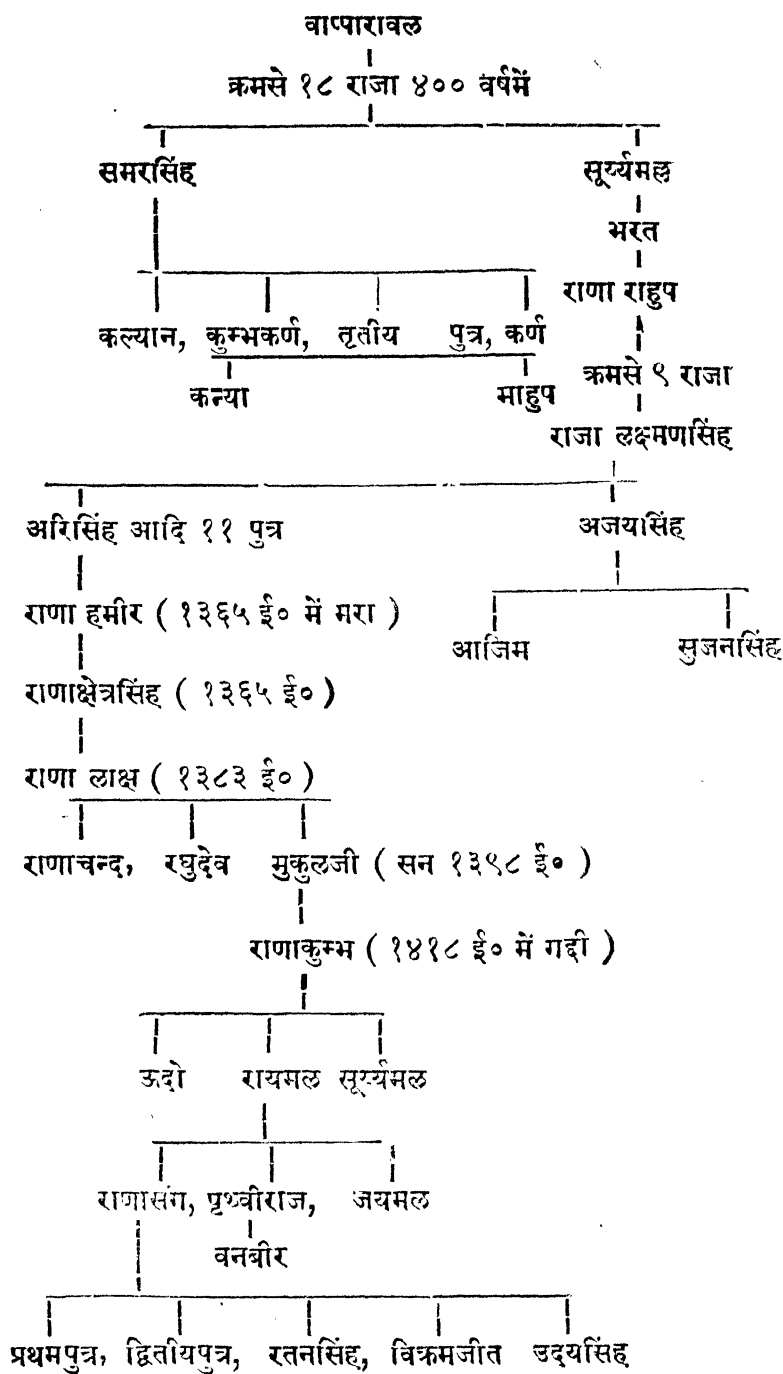 वाप्पारावल
क्रमसे १८ राजा ४०० वर्षमें
समरसिंह सूर्य्यमल्ल
भरत
राणा राहुप
कल्यान, कुम्भकर्ण, तृतीय पुत्र, कर्ण
क्रमसे ९ राजा
कन्या माहुप
राजा लक्ष्मणसिंह
अरिसिंह आदि ११ पुत्र अजयसिंह
राणा हमीर ( १३६५ ई० में मरा )
आजिम सुजनसिंह
राणाक्षेत्रसिंह ( १३६५ ई० )
राणा लाक्ष ( १३८३ ई० )
राणाचन्द, रघुदेव मुकुलजी ( सन १३९८ ई० )
राणाकुम्भ ( १४१८ ई० में गद्दी )
ऊदो रायमल सूर्य्यमल
राणासंग, पृथ्वीराज, जयमल
वनबीर
प्रथमपुत्र, द्वितीयपुत्र, रतनसिंह, विक्रमजीत उदयसिंह